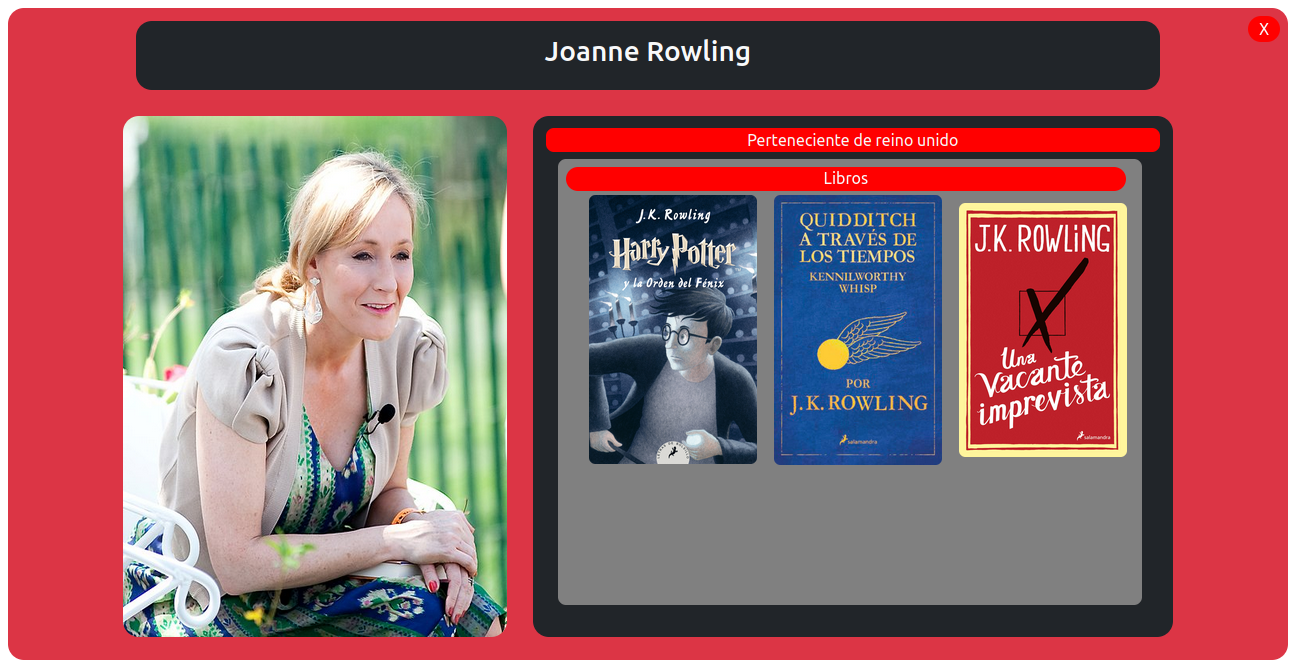 Joanne Rowling
X
Perteneciente de reino unido
Libros
J.K. Rowling
Harry Potter
y la Orden del Fénix
QUIDDITCH
A TRAVÉS DE
LOS TIEMPOS
KENNILWORTHY
WHISP
POR
J.K. ROWLING
salamandra
J.K. ROWLING
Una
Vacante
imprevista
salamandra